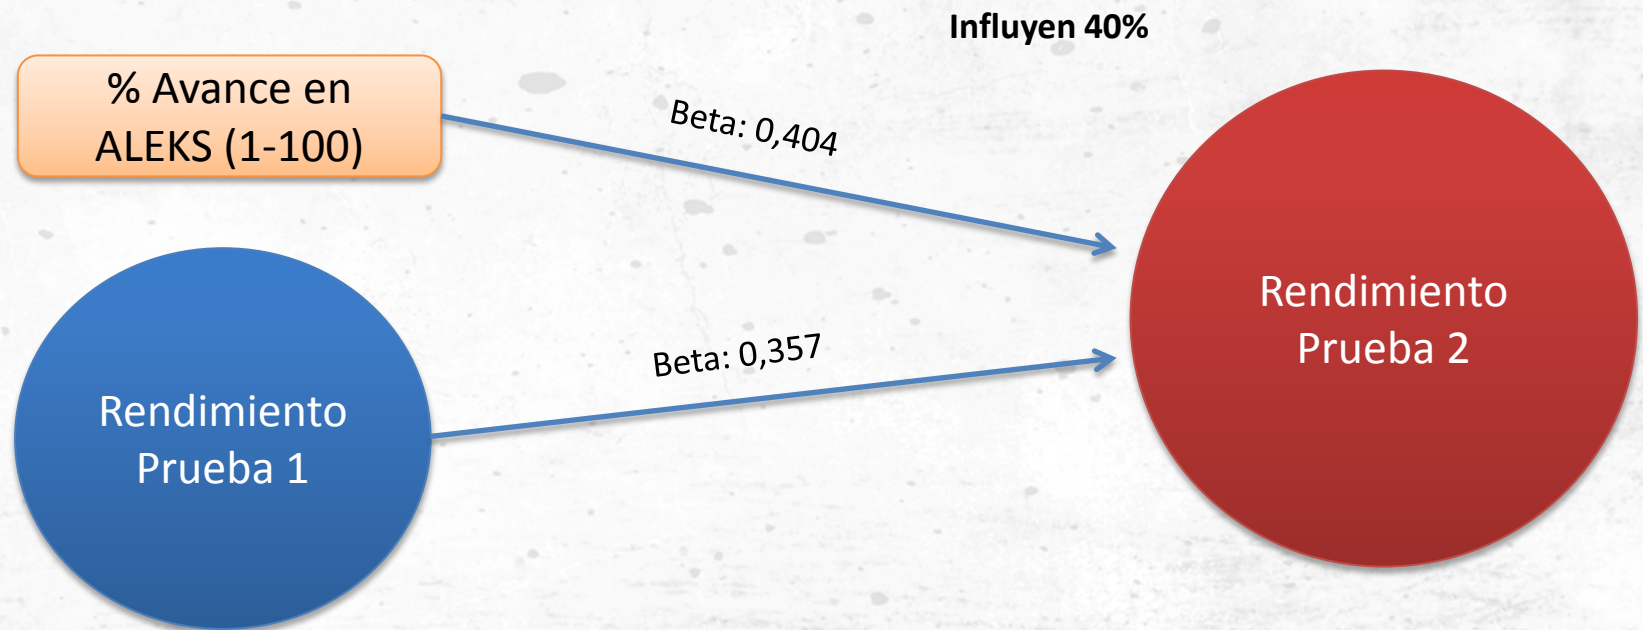 Influyen 40%
% Avance en
ALEKS (1-100)
Beta: 0,404
Beta: 0,357
Rendimiento
Prueba 1
Rendimiento
Prueba 2